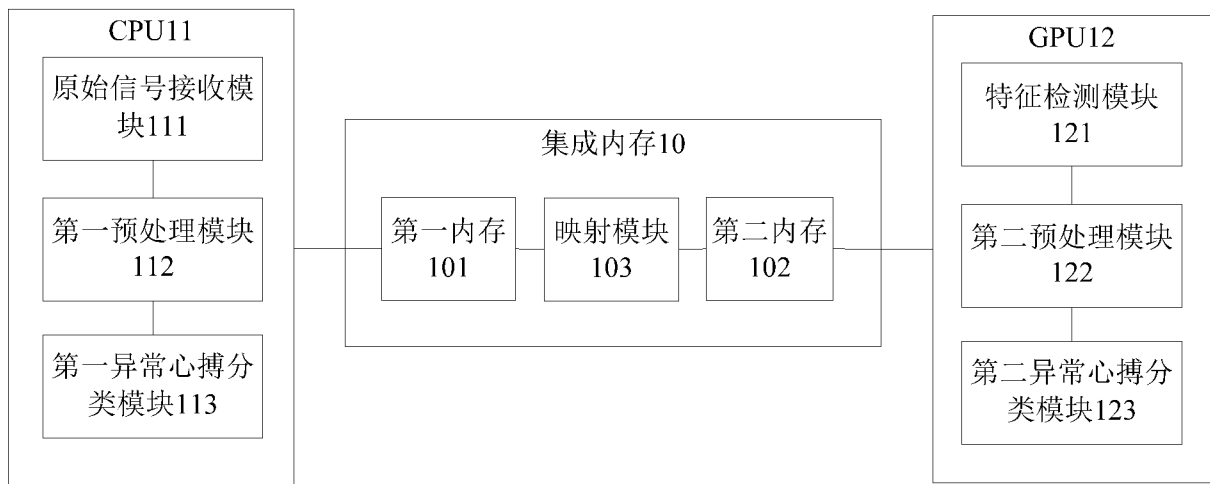 CPU11
原始信号接收模
块111
第一预处理模块
112
第一异常心搏分
类模块113
集成内存10
第一内存
101
映射模块
103
第二内存
102
GPU12
特征检测模块
121
第二预处理模块
122
第二异常心搏分
类模块123